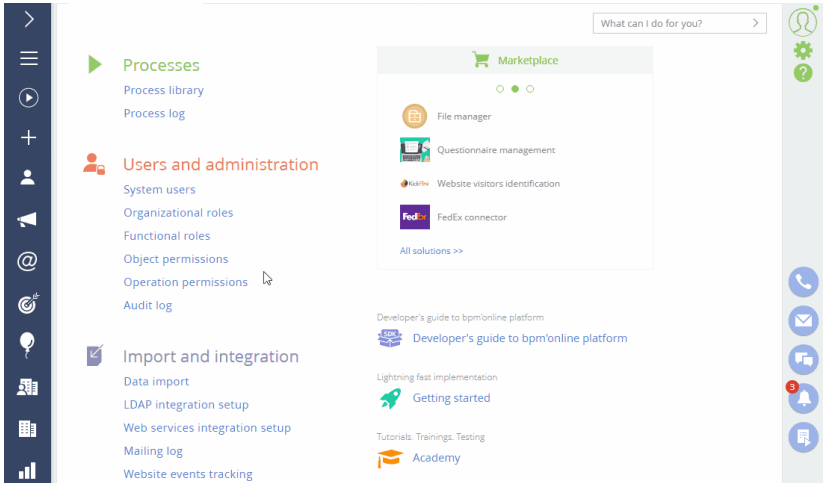 What can I do for you?
Processes
Process library
Process log
Users and administration
System users
Organizational roles
Functional roles
Object permissions
Operation permissions
Audit log
Import and integration
Data import
LDAP integration setup
Web services integration setup
Mailing log
Website events tracking
Marketplace
File manager
Questionnaire management
Website visitors identification
FedEx
FedEx connector
All solutions >>
Developer's guide to bpm'online platform
SDK
Developer's guide to bpm'online platform
Lightning fast implementation
Getting started
Tutorials. Trainings. Testing
Academy
3